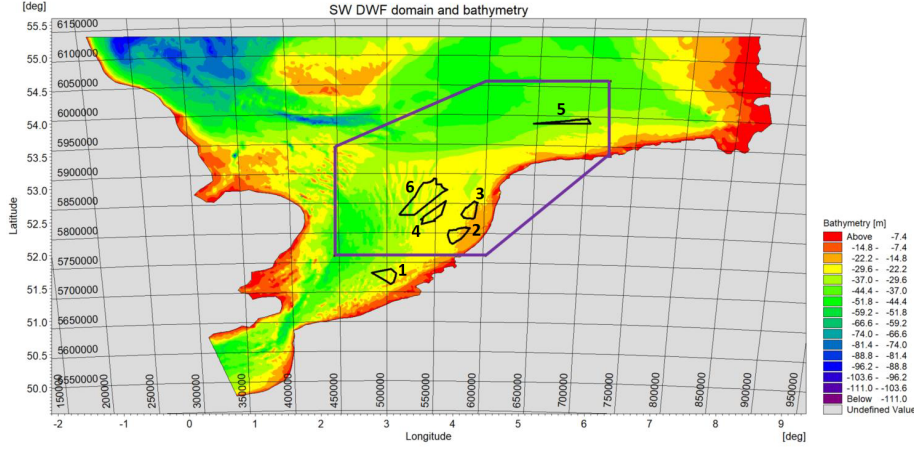 [deg]
SW DWF domain and bathymetry
55.5
55.0
54.5
54.0
53.5
53.0
52.5
52.0
51.5
51.0
50.5
50.0
Latitude
6150000
6100000
6050000
6000000
5950000
5900000
5850000
5800000
5750000
5700000
5650000
5600000
5550000
5
6
3
4
2
1
150000
200000
250000
300000
350000
400000
450000
500000
550000
600000
650000
700000
750000
800000
850000
900000
950000
-2 -1 0 1 2 3 4 5 6 7 8 9
Longitude
[deg]
Bathymetry [m]
Above -7.4
-14.8 - -7.4
-22.2 - -14.8
-29.6 - -22.2
-37.0 - -29.6
-44.4 - -37.0
-51.8 - -44.4
-59.2 - -51.8
-66.6 - -59.2
-74.0 - -66.6
-81.4 - -74.0
-88.8 - -81.4
-96.2 - -88.8
-103.6 - -96.2
-111.0 - -103.6
Below -111.0
Undefined Value